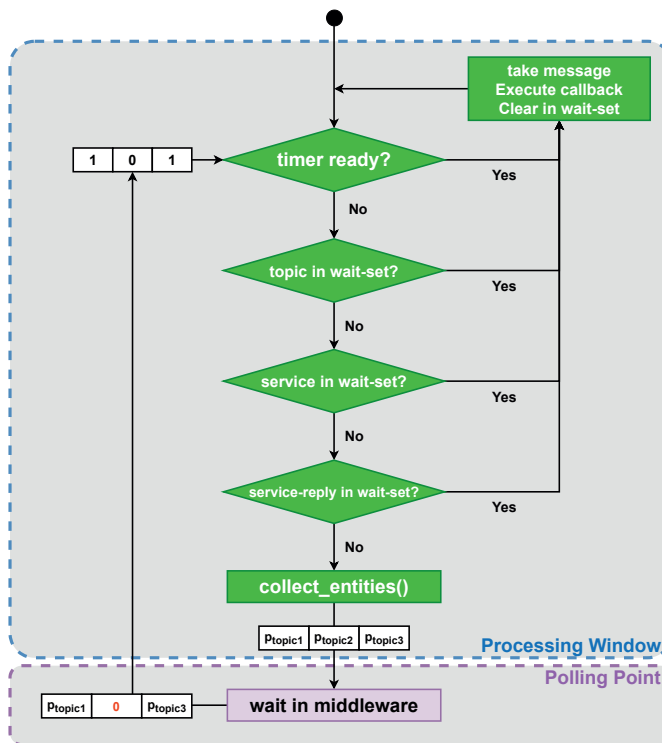 take message
Execute callback
Clear in wait-set
1 0 1
timer ready?
Yes
No
topic in wait-set?
Yes
No
service in wait-set?
Yes
No
service-reply in wait-set?
Yes
No
collect_entities()
ptopic1 ptopic2 ptopic3
Processing Window
Polling Point
ptopic1 0 ptopic3
wait in middleware